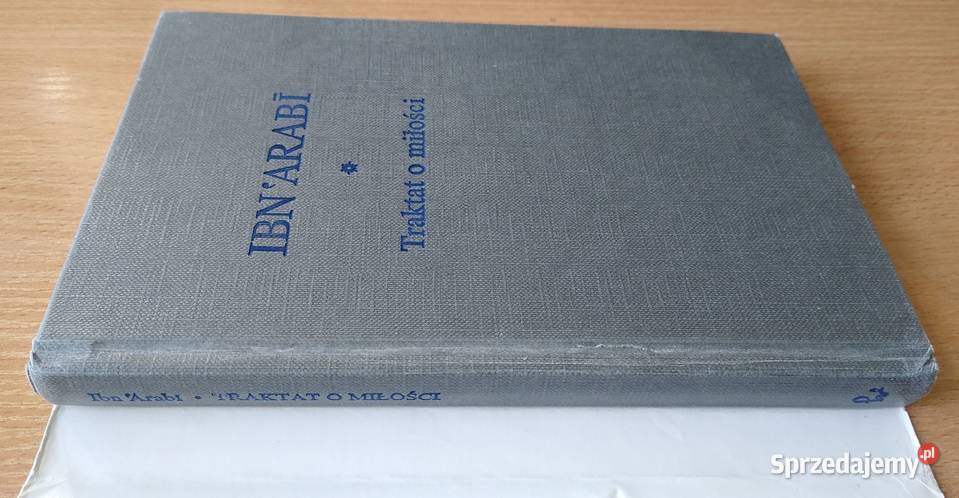 IBN ‘ARABĪ
Traktat o miłości
Ibn ‘Arabī • TRAKTAT O MIŁOŚCI
Sprzedajemy.pl